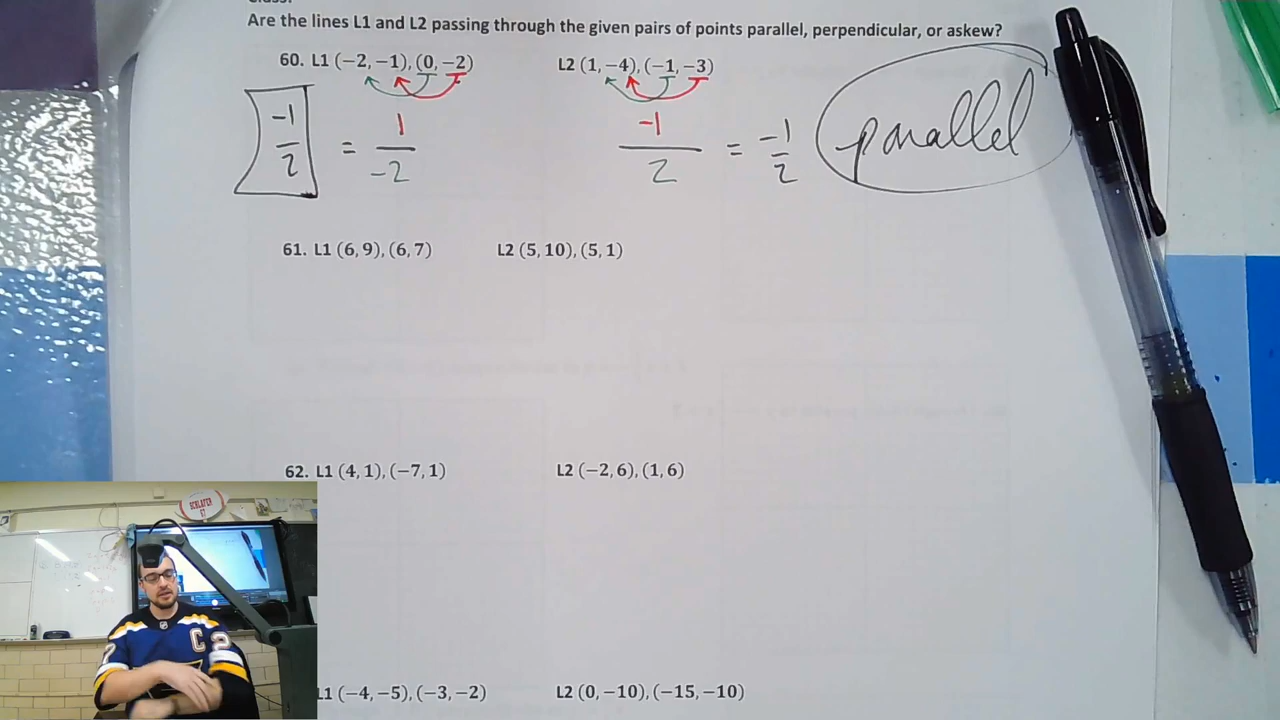 Are the lines L1 and L2 passing through the given pairs of points parallel, perpendicular, or askew?
60. L1 (−2, −1), (0, −2) L2 (1, −4), (−1, −3)
-1/2 = 1/-2 -1/2 = -1/2 parallel
61. L1 (6, 9), (6, 7) L2 (5, 10), (5, 1)
62. L1 (4, 1), (−7, 1) L2 (−2, 6), (1, 6)
L1 (−4, −5), (−3, −2) L2 (0, −10), (−15, −10)
C 2